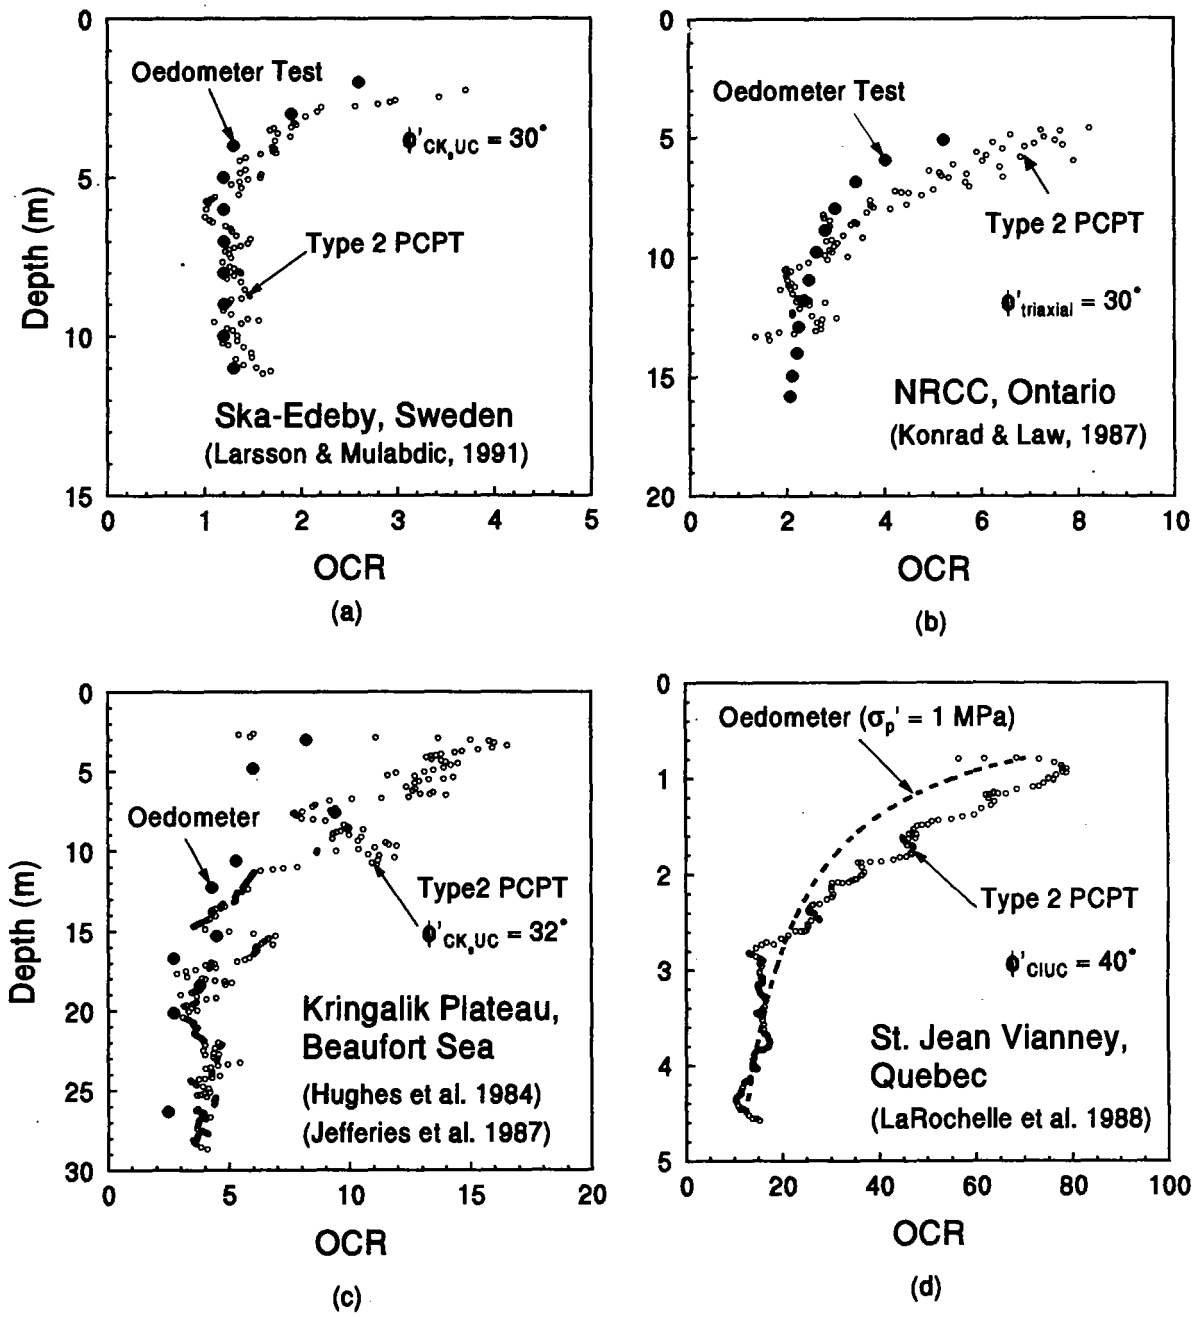 0
5
10
15
Depth (m)
Oedometer Test
ϕ'CK₀UC = 30°
Type 2 PCPT
Ska-Edeby, Sweden
(Larsson & Mulabdic, 1991)
0 1 2 3 4 5
OCR
(a)
0
5
10
15
20
Oedometer Test
Type 2 PCPT
ϕ'triaxial = 30°
NRCC, Ontario
(Konrad & Law, 1987)
0 2 4 6 8 10
OCR
(b)
0
5
10
15
20
25
30
Depth (m)
Oedometer
Type2 PCPT
ϕ'CK₀UC = 32°
Kringalik Plateau,
Beaufort Sea
(Hughes et al. 1984)
(Jefferies et al. 1987)
0 5 10 15 20
OCR
(c)
0
1
2
3
4
5
Oedometer (σp' = 1 MPa)
Type 2 PCPT
ϕ'CIUC = 40°
St. Jean Vianney,
Quebec
(LaRochelle et al. 1988)
0 20 40 60 80 100
OCR
(d)